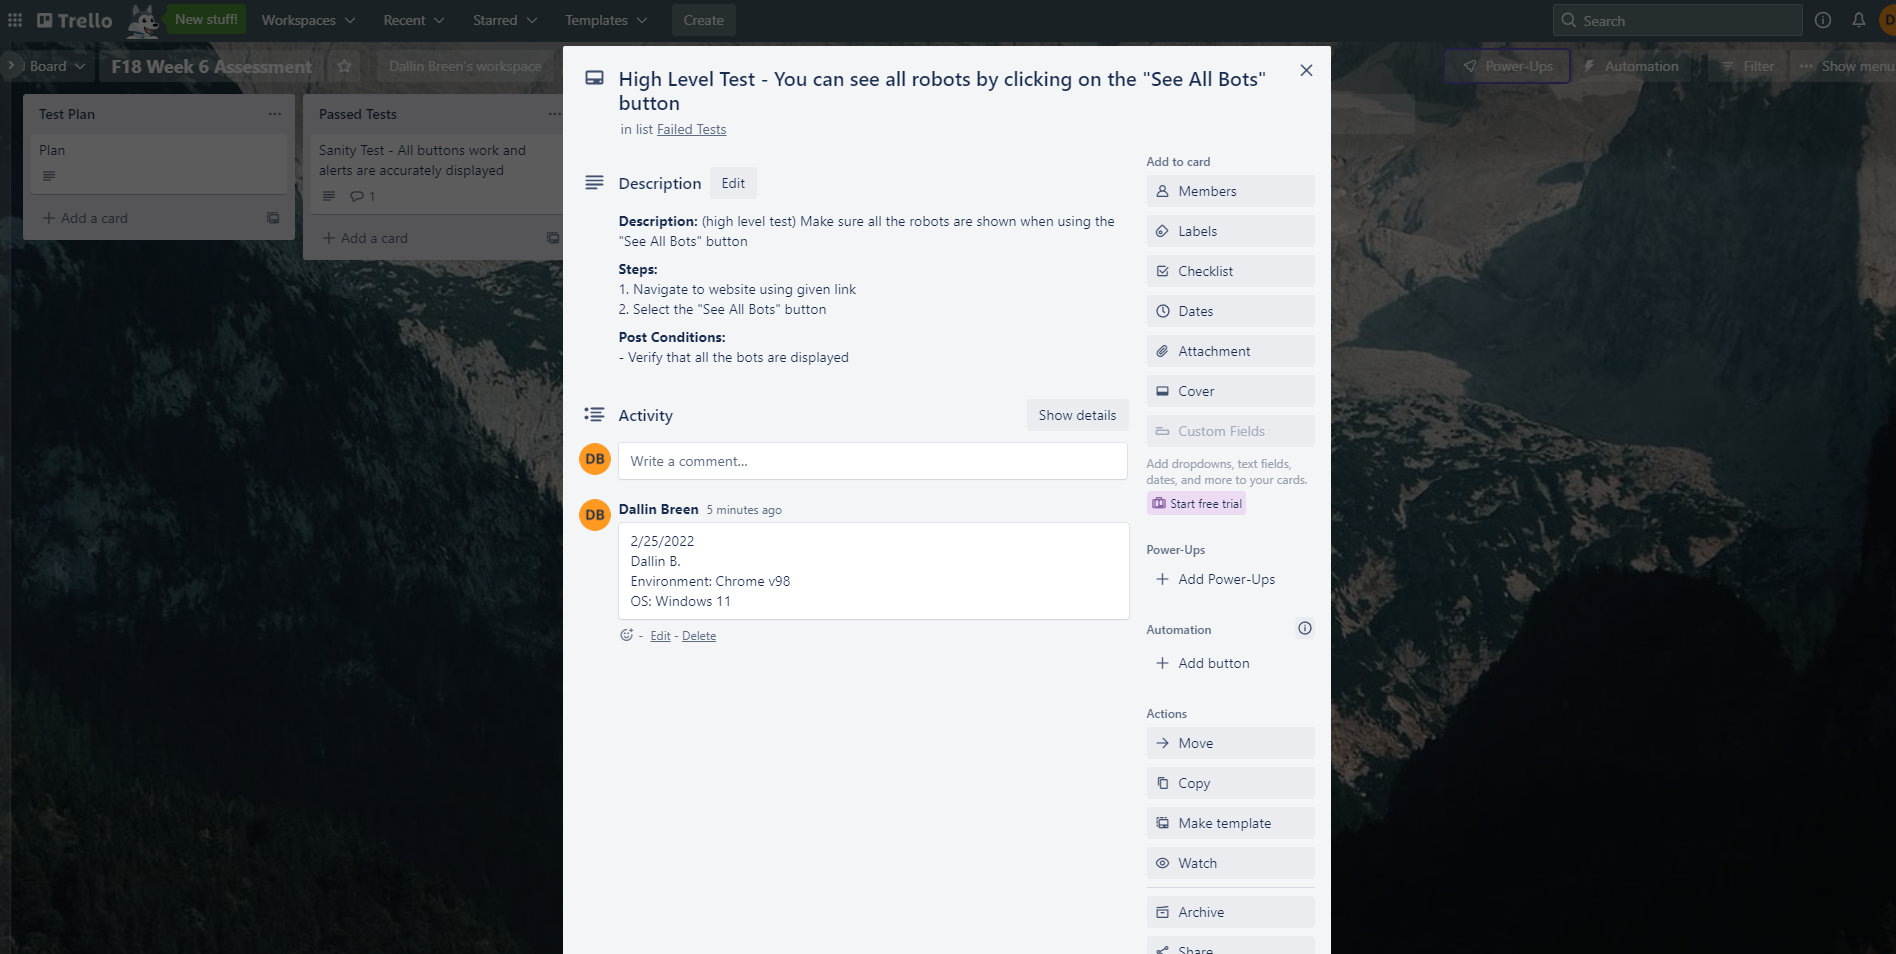 Trello
New stuff!
Workspaces
Recent
Starred
Templates
Create
Search
D
Board
F18 Week 6 Assessment
Dallin Breen's workspace
Power-Ups
Automation
Filter
Show menu
Test Plan
Plan
Add a card
Passed Tests
Sanity Test - All buttons work and
alerts are accurately displayed
1
Add a card
High Level Test - You can see all robots by clicking on the "See All Bots"
button
in list Failed Tests
Description
Edit
Description: (high level test) Make sure all the robots are shown when using the
"See All Bots" button
Steps:
1. Navigate to website using given link
2. Select the "See All Bots" button
Post Conditions:
- Verify that all the bots are displayed
Activity
Show details
DB
Write a comment...
DB
Dallin Breen 5 minutes ago
2/25/2022
Dallin B.
Environment: Chrome v98
OS: Windows 11
- Edit - Delete
Add to card
Members
Labels
Checklist
Dates
Attachment
Cover
Custom Fields
Add dropdowns, text fields,
dates, and more to your cards.
Start free trial
Power-Ups
Add Power-Ups
Automation
Add button
Actions
Move
Copy
Make template
Watch
Archive
Share